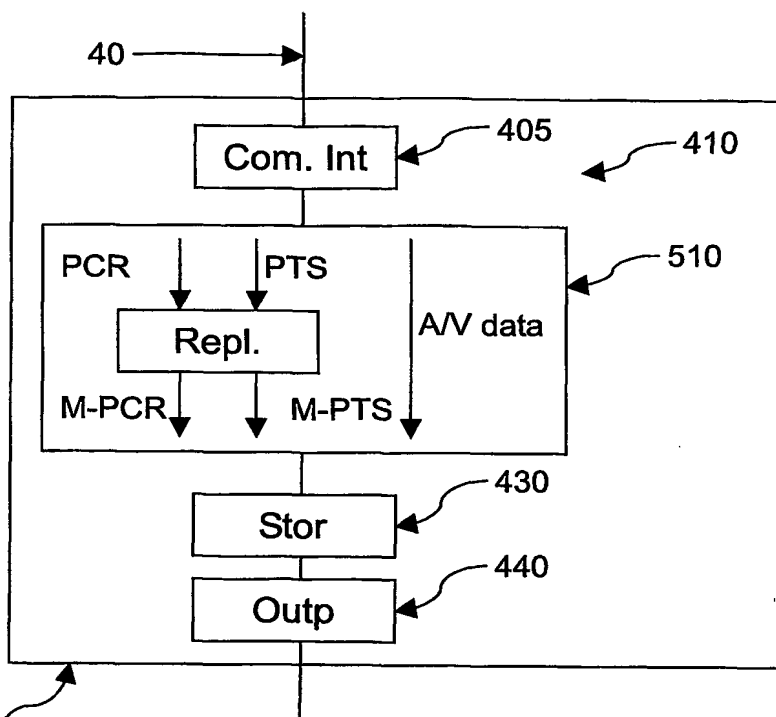 40
Com. Int
405
410
PCR
PTS
510
Repl.
A/V data
M-PCR
M-PTS
430
Stor
440
Outp